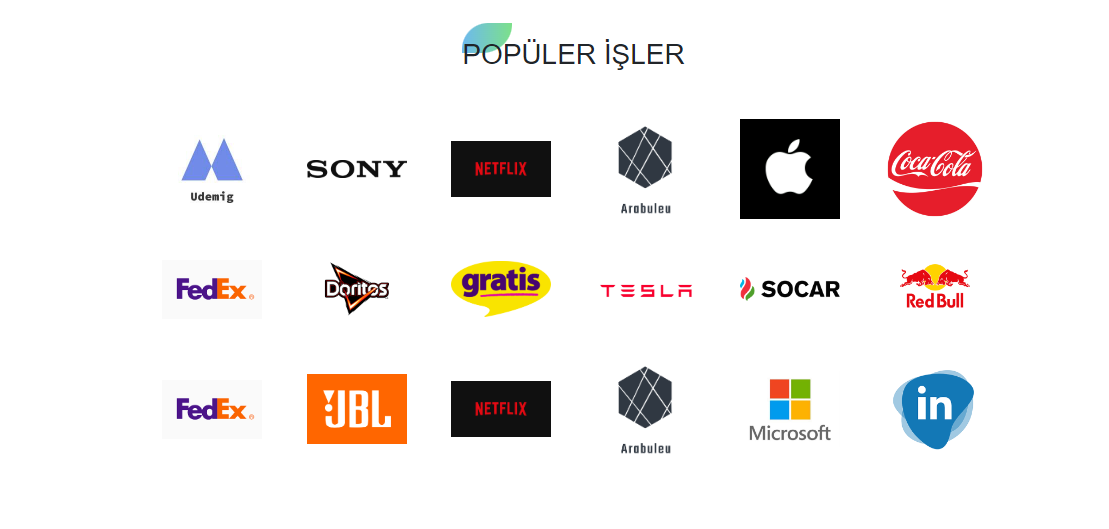 POPÜLER İŞLER
Udemig
SONY
NETFLIX
Arabuleu
Coca-Cola
FedEx®
Doritos
gratis
TESLA
SOCAR
Red Bull
FedEx®
JBL
NETFLIX
Arabuleu
Microsoft
in